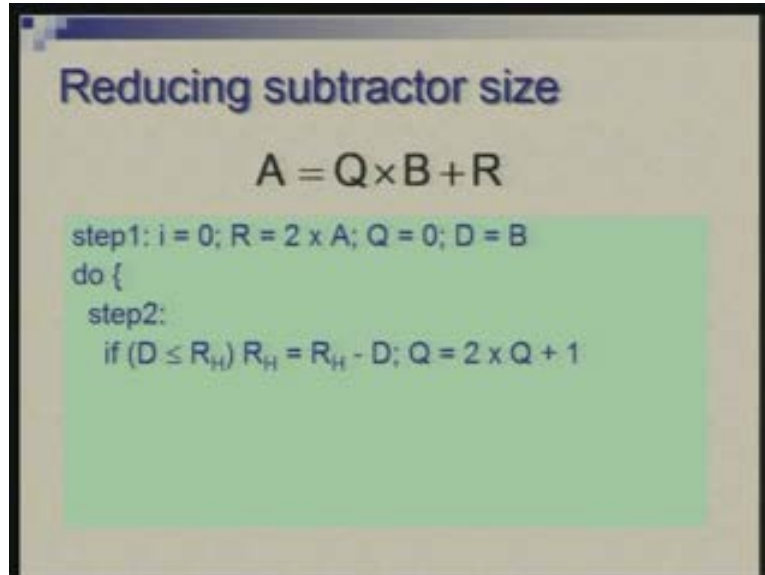 Reducing subtractor size
A = Q×B+R
step1: i = 0; R = 2 x A; Q = 0; D = B
do {
step2:
if (D ≤ R_H) R_H = R_H - D; Q = 2 x Q + 1